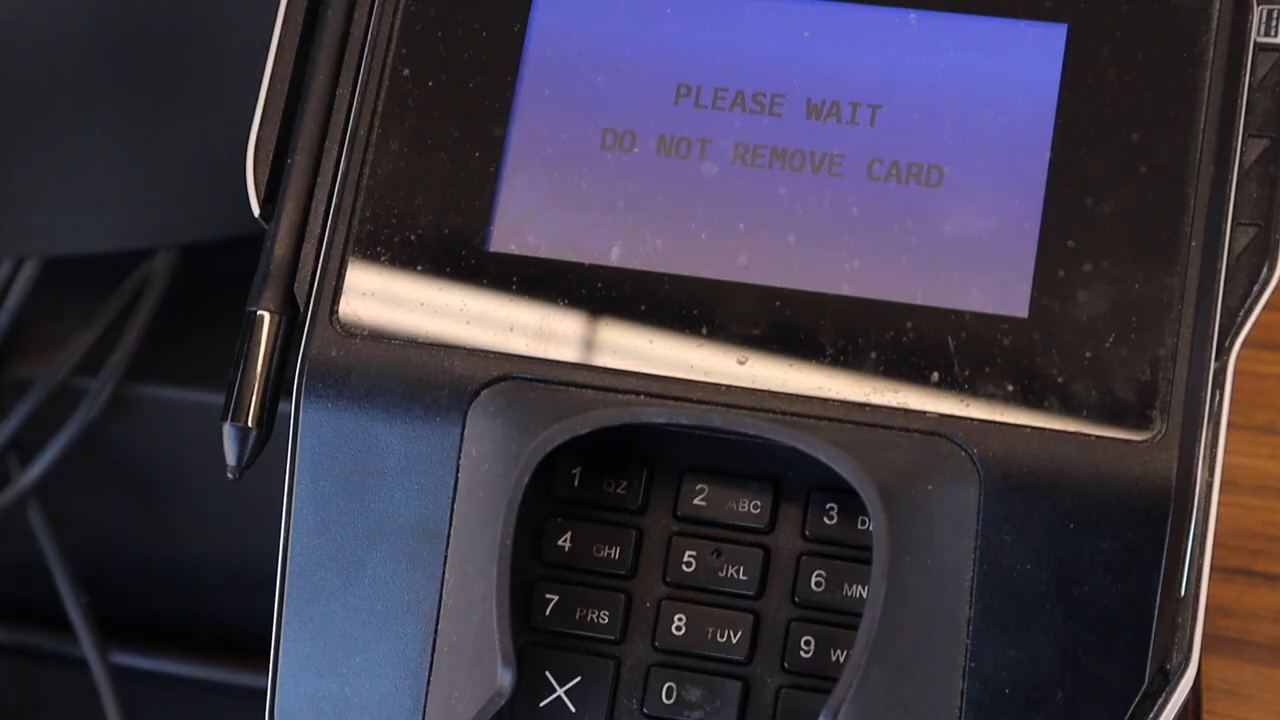 PLEASE WAIT
DO NOT REMOVE CARD
1 QZ 2 ABC 3
4 GHI 5 JKL 6 MN
7 PRS 8 TUV 9 W
0